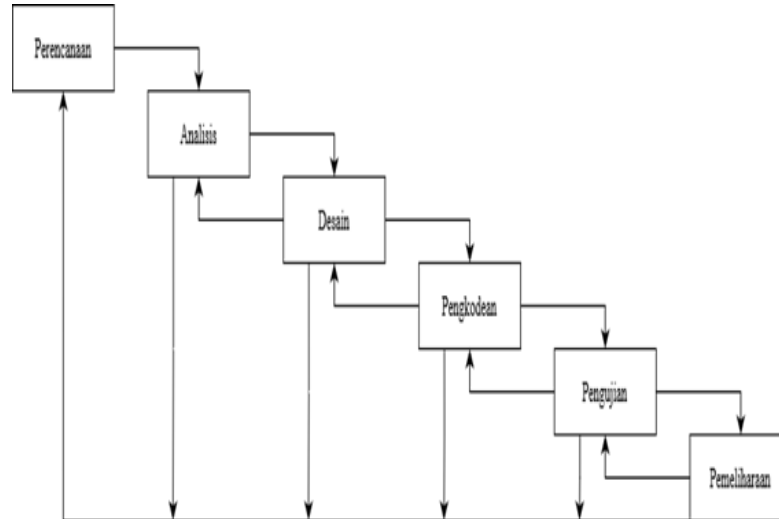 Perencanaan
Analisis
Desain
Pengkodean
Pengujian
Pemeliharaan